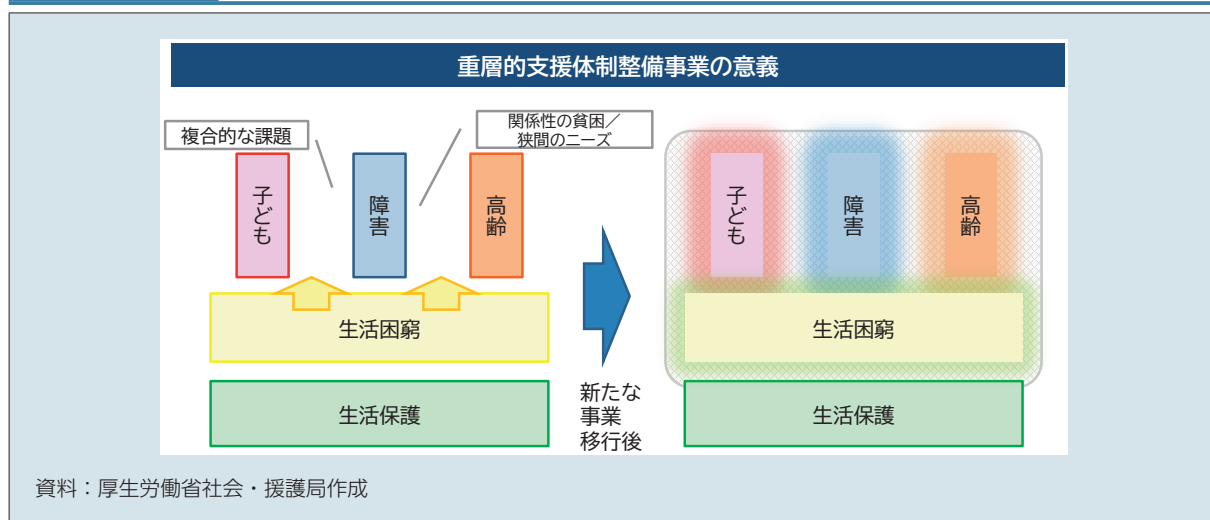 重層的支援体制整備事業の意義
複合的な課題
関係性の貧困／
狭間のニーズ
子ども
障害
高齢
生活困窮
生活保護
新たな
事業
移行後
子ども
障害
高齢
生活困窮
生活保護
資料：厚生労働省社会・援護局作成